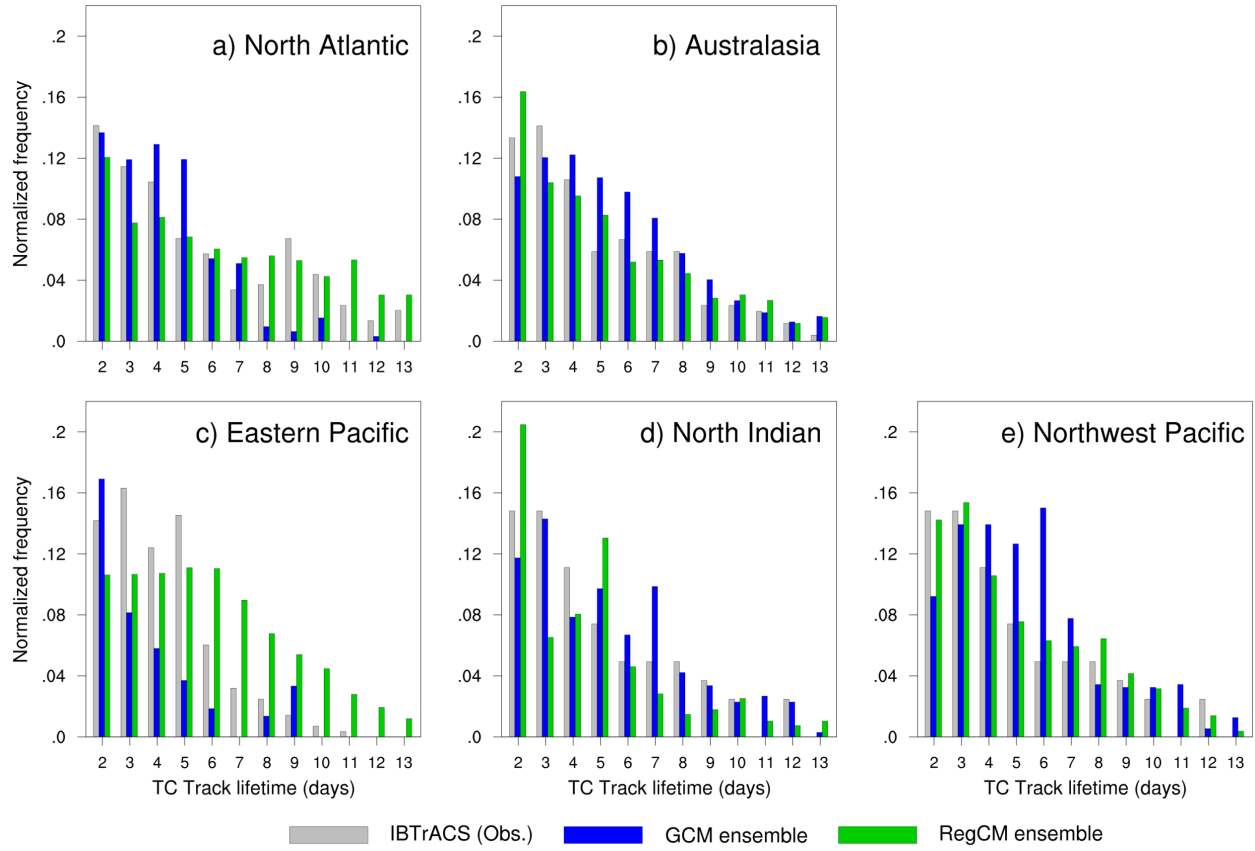 a) North Atlantic
b) Australasia
Normalized frequency
.2
.16
.12
.08
.04
.0
2 3 4 5 6 7 8 9 10 11 12 13
.2
.16
.12
.08
.04
.0
2 3 4 5 6 7 8 9 10 11 12 13
c) Eastern Pacific
d) North Indian
e) Northwest Pacific
Normalized frequency
.2
.16
.12
.08
.04
.0
2 3 4 5 6 7 8 9 10 11 12 13
TC Track lifetime (days)
.2
.16
.12
.08
.04
.0
2 3 4 5 6 7 8 9 10 11 12 13
TC Track lifetime (days)
.2
.16
.12
.08
.04
.0
2 3 4 5 6 7 8 9 10 11 12 13
TC Track lifetime (days)
IBTrACS (Obs.) GCM ensemble RegCM ensemble